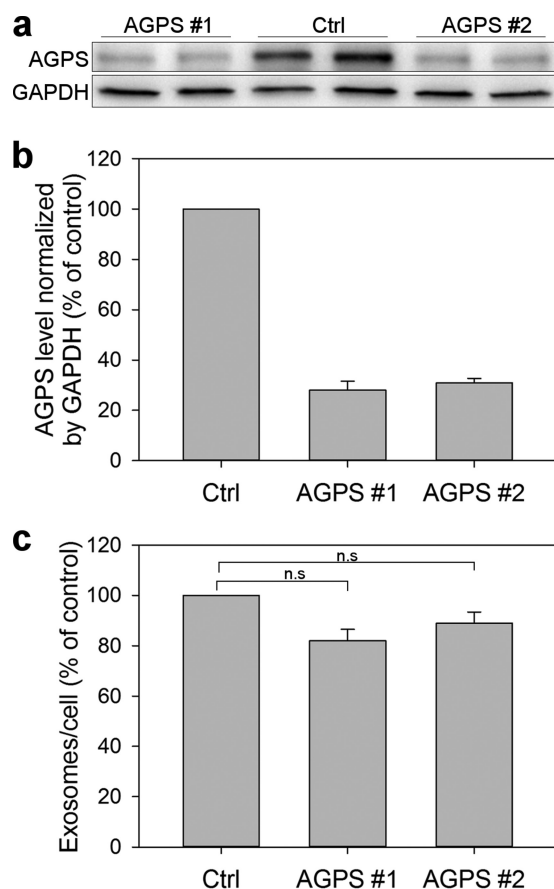 a
AGPS #1 Ctrl AGPS #2
AGPS
GAPDH
b
AGPS level normalized
by GAPDH (% of control)
120
100
80
60
40
20
0
Ctrl AGPS #1 AGPS #2
c
Exosomes/cell (% of control)
120
100
80
60
40
20
0
n.s
n.s
Ctrl AGPS #1 AGPS #2